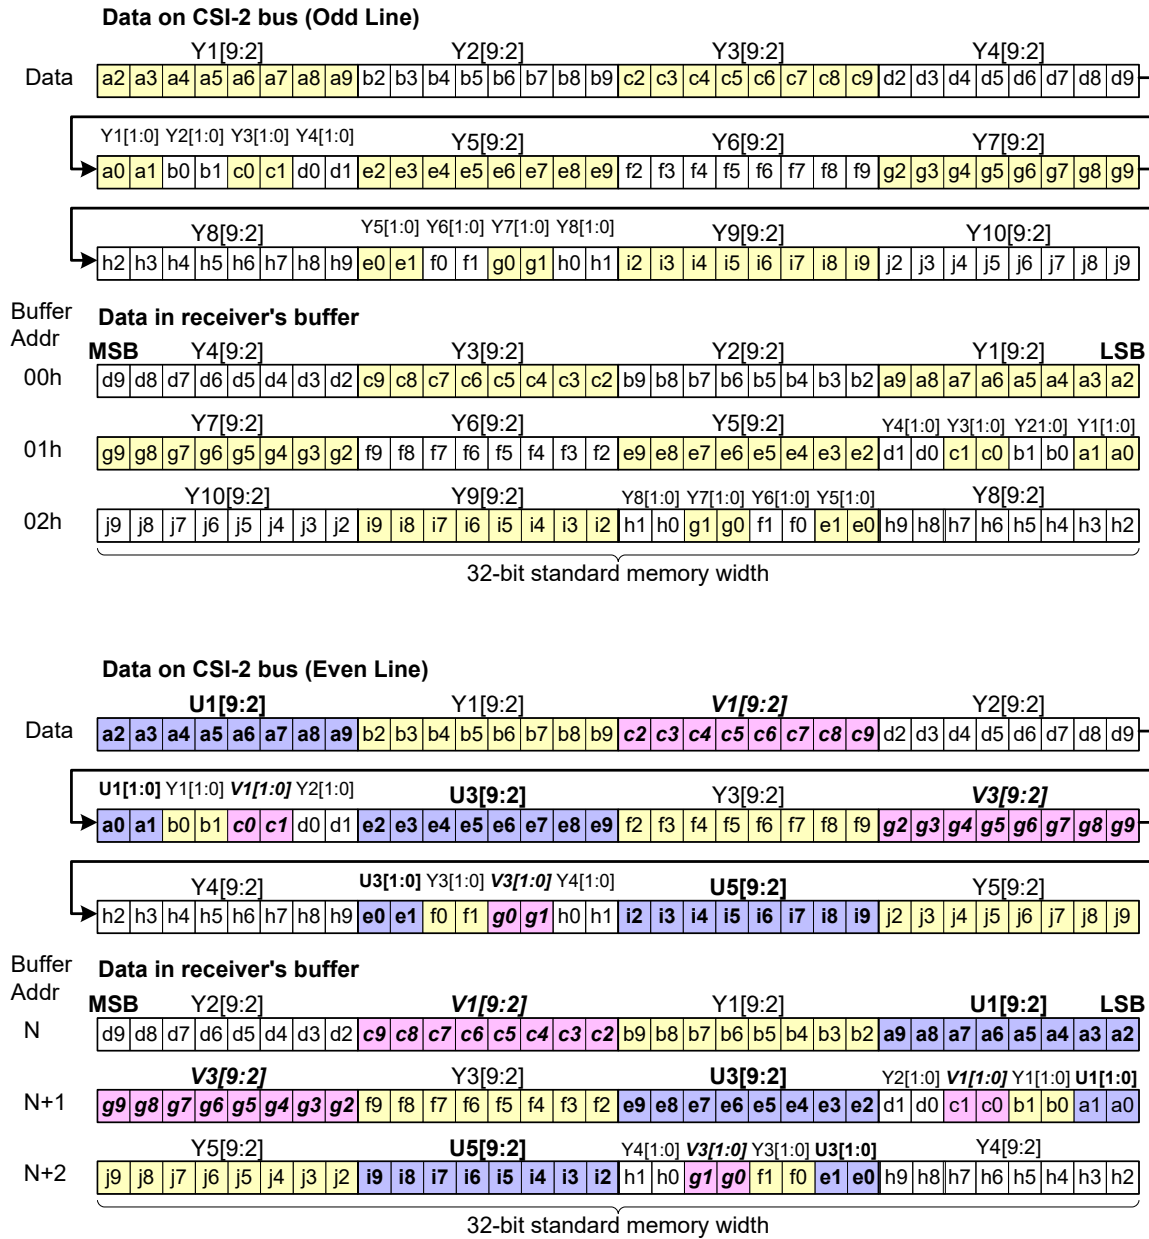 Data on CSI-2 bus (Odd Line)
Y1[9:2] Y2[9:2] Y3[9:2] Y4[9:2]
Data a2 a3 a4 a5 a6 a7 a8 a9 b2 b3 b4 b5 b6 b7 b8 b9 c2 c3 c4 c5 c6 c7 c8 c9 d2 d3 d4 d5 d6 d7 d8 d9
Y1[1:0] Y2[1:0] Y3[1:0] Y4[1:0] Y5[9:2] Y6[9:2] Y7[9:2]
a0 a1 b0 b1 c0 c1 d0 d1 e2 e3 e4 e5 e6 e7 e8 e9 f2 f3 f4 f5 f6 f7 f8 f9 g2 g3 g4 g5 g6 g7 g8 g9
Y8[9:2] Y5[1:0] Y6[1:0] Y7[1:0] Y8[1:0] Y9[9:2] Y10[9:2]
h2 h3 h4 h5 h6 h7 h8 h9 e0 e1 f0 f1 g0 g1 h0 h1 i2 i3 i4 i5 i6 i7 i8 i9 j2 j3 j4 j5 j6 j7 j8 j9
Buffer
Addr
Data in receiver's buffer
MSB Y4[9:2] Y3[9:2] Y2[9:2] Y1[9:2] LSB
00h d9 d8 d7 d6 d5 d4 d3 d2 c9 c8 c7 c6 c5 c4 c3 c2 b9 b8 b7 b6 b5 b4 b3 b2 a9 a8 a7 a6 a5 a4 a3 a2
Y7[9:2] Y6[9:2] Y5[9:2] Y4[1:0] Y3[1:0] Y21:0] Y1[1:0]
01h g9 g8 g7 g6 g5 g4 g3 g2 f9 f8 f7 f6 f5 f4 f3 f2 e9 e8 e7 e6 e5 e4 e3 e2 d1 d0 c1 c0 b1 b0 a1 a0
Y10[9:2] Y9[9:2] Y8[1:0] Y7[1:0] Y6[1:0] Y5[1:0] Y8[9:2]
02h j9 j8 j7 j6 j5 j4 j3 j2 i9 i8 i7 i6 i5 i4 i3 i2 h1 h0 g1 g0 f1 f0 e1 e0 h9 h8 h7 h6 h5 h4 h3 h2
32-bit standard memory width
Data on CSI-2 bus (Even Line)
U1[9:2] Y1[9:2] V1[9:2] Y2[9:2]
Data a2 a3 a4 a5 a6 a7 a8 a9 b2 b3 b4 b5 b6 b7 b8 b9 c2 c3 c4 c5 c6 c7 c8 c9 d2 d3 d4 d5 d6 d7 d8 d9
U1[1:0] Y1[1:0] V1[1:0] Y2[1:0] U3[9:2] Y3[9:2] V3[9:2]
a0 a1 b0 b1 c0 c1 d0 d1 e2 e3 e4 e5 e6 e7 e8 e9 f2 f3 f4 f5 f6 f7 f8 f9 g2 g3 g4 g5 g6 g7 g8 g9
Y4[9:2] U3[1:0] Y3[1:0] V3[1:0] Y4[1:0] U5[9:2] Y5[9:2]
h2 h3 h4 h5 h6 h7 h8 h9 e0 e1 f0 f1 g0 g1 h0 h1 i2 i3 i4 i5 i6 i7 i8 i9 j2 j3 j4 j5 j6 j7 j8 j9
Buffer
Addr
Data in receiver's buffer
MSB Y2[9:2] V1[9:2] Y1[9:2] U1[9:2] LSB
N d9 d8 d7 d6 d5 d4 d3 d2 c9 c8 c7 c6 c5 c4 c3 c2 b9 b8 b7 b6 b5 b4 b3 b2 a9 a8 a7 a6 a5 a4 a3 a2
V3[9:2] Y3[9:2] U3[9:2] Y2[1:0] V1[1:0] Y1[1:0] U1[1:0]
N+1 g9 g8 g7 g6 g5 g4 g3 g2 f9 f8 f7 f6 f5 f4 f3 f2 e9 e8 e7 e6 e5 e4 e3 e2 d1 d0 c1 c0 b1 b0 a1 a0
Y5[9:2] U5[9:2] Y4[1:0] V3[1:0] Y3[1:0] U3[1:0] Y4[9:2]
N+2 j9 j8 j7 j6 j5 j4 j3 j2 i9 i8 i7 i6 i5 i4 i3 i2 h1 h0 g1 g0 f1 f0 e1 e0 h9 h8 h7 h6 h5 h4 h3 h2
32-bit standard memory width